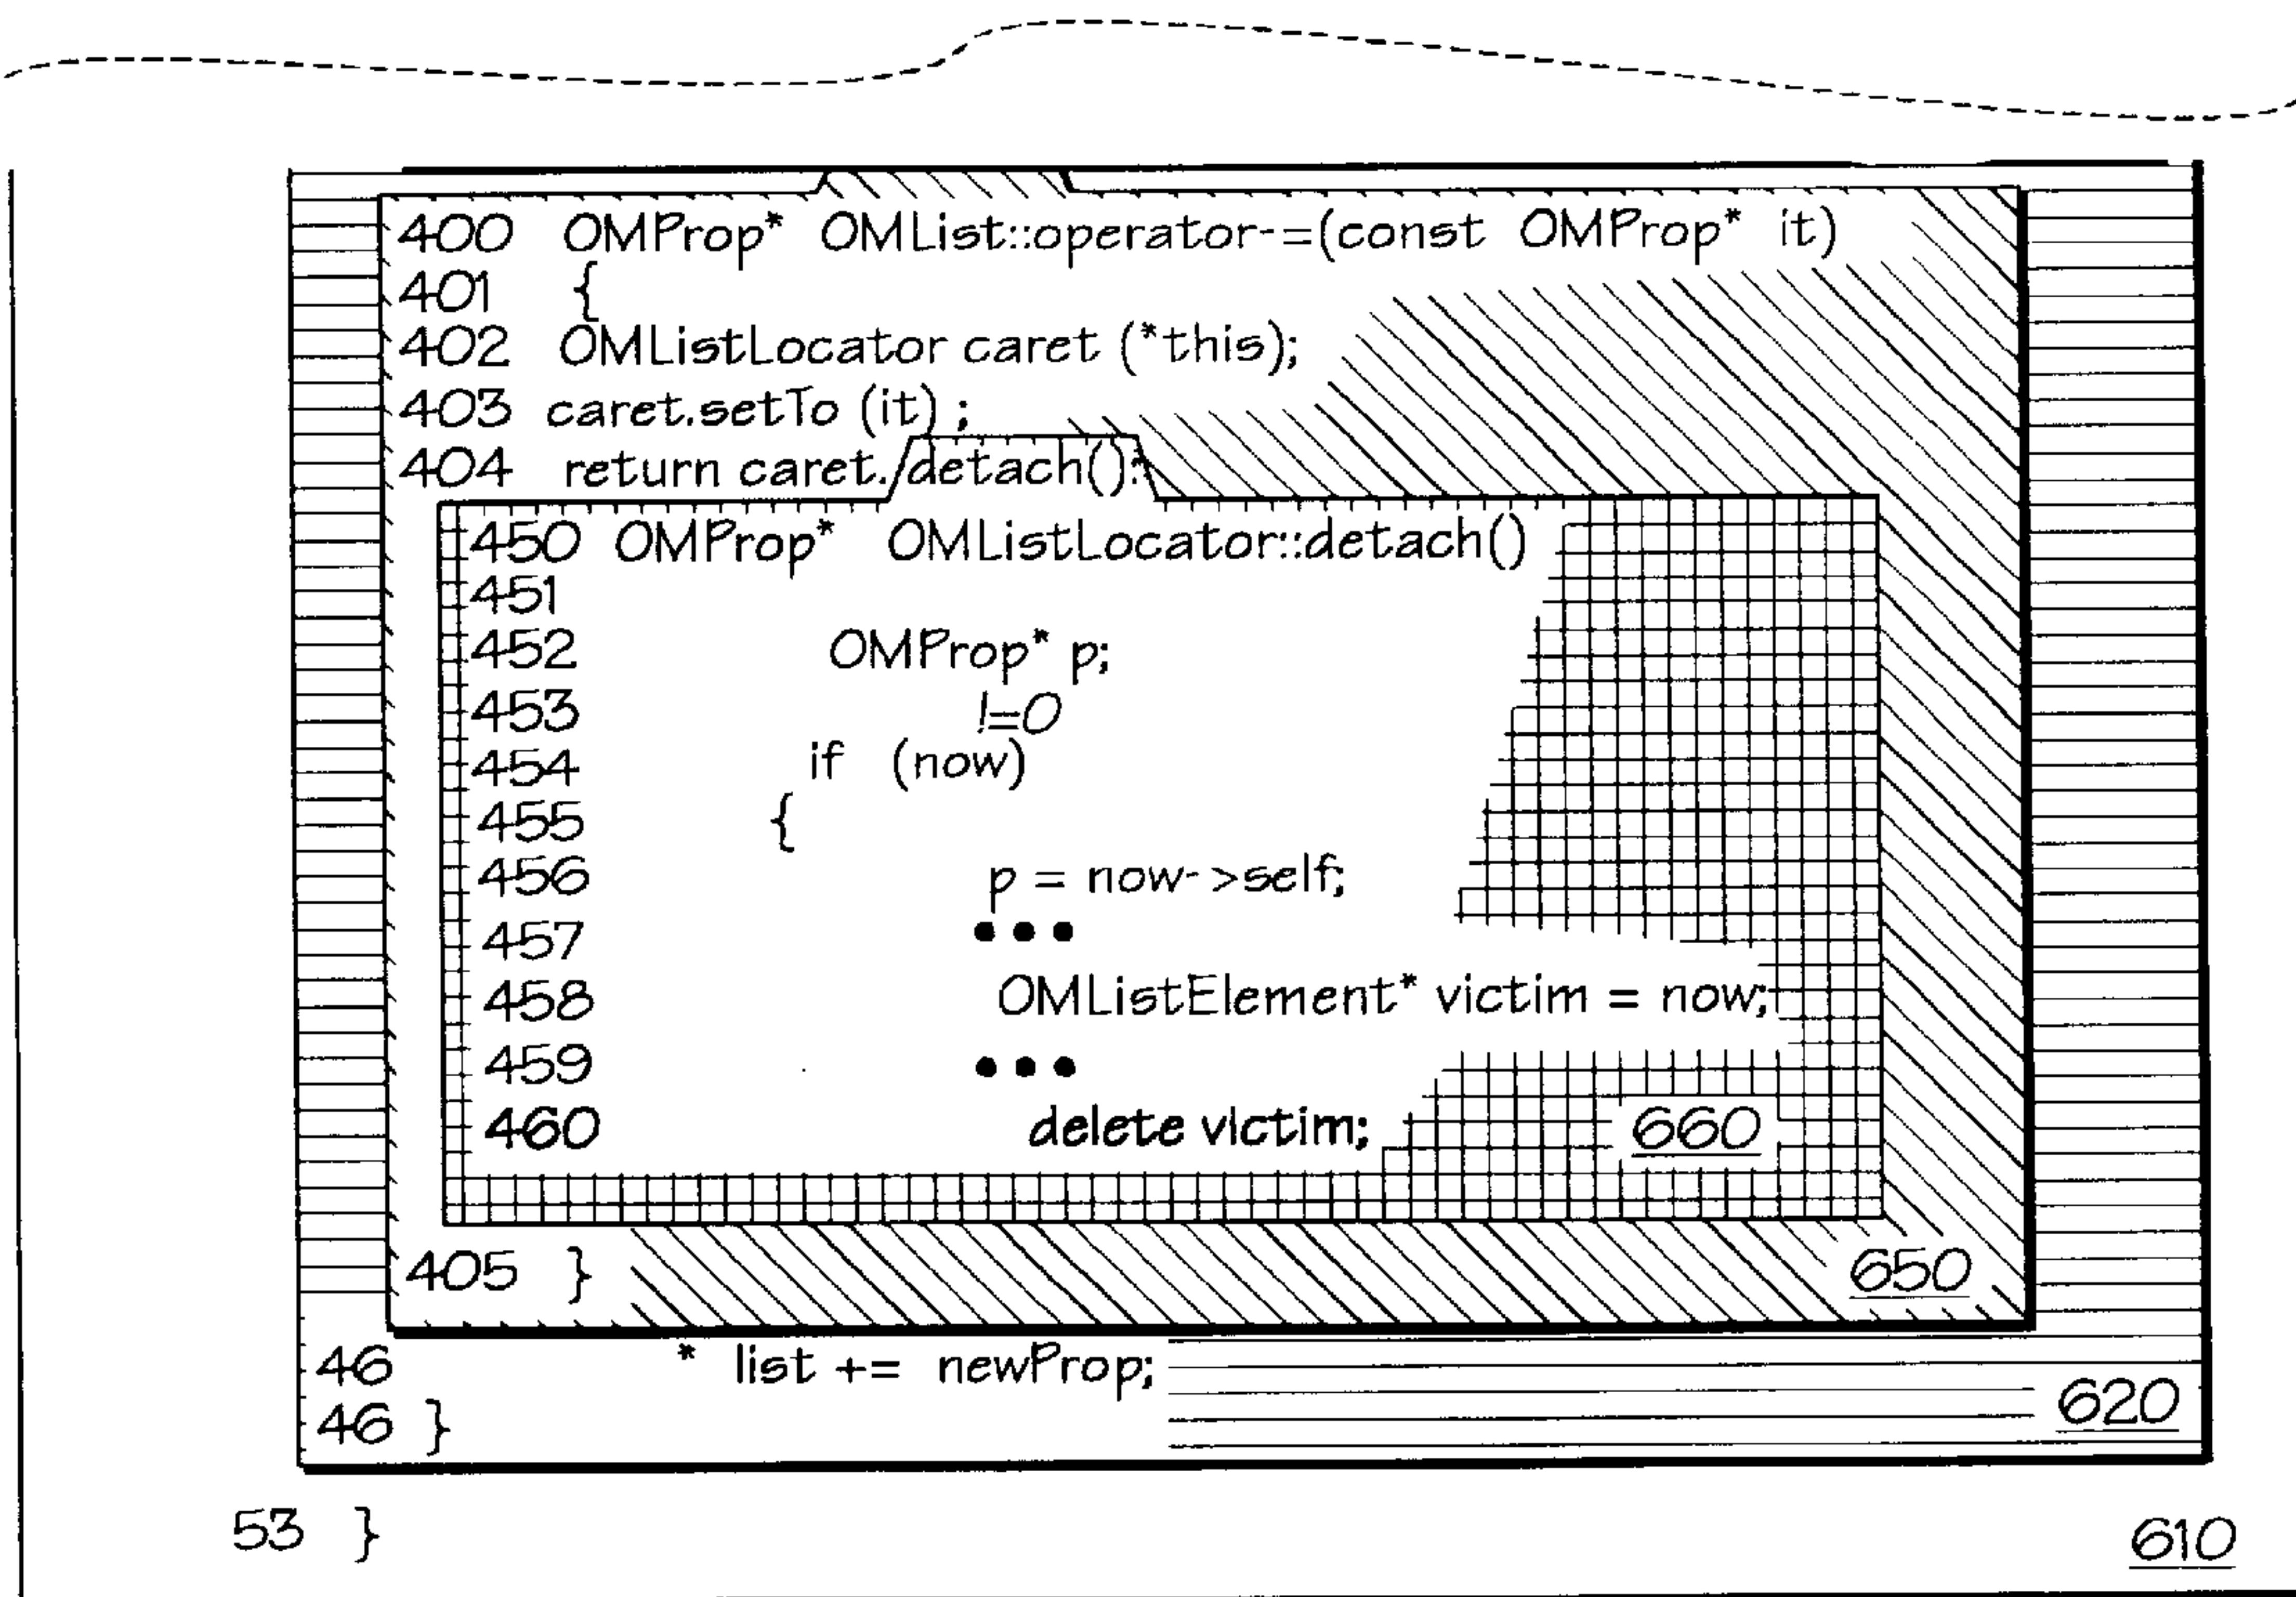 400 OMProp* OMList::operator-=(const OMProp* it)
401 {
402 OMListLocator caret (*this);
403 caret.setTo (it) ;
404 return caret. detach();
450 OMProp* OMListLocator::detach()
451
452 OMProp* p;
453 !=0
454 if (now)
455 {
456 p = now->self;
457 •••
458 OMListElement* victim = now;
459 •••
460 delete victim; 660
405 } 650
46 * list += newProp;
46 } 620
53 } 610